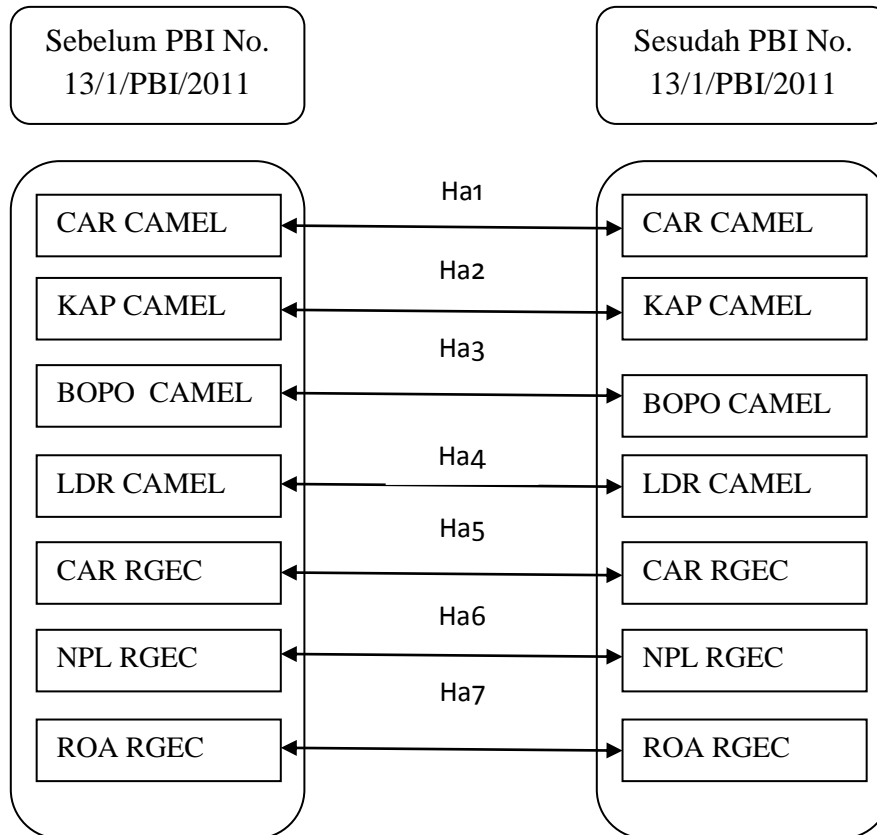 Sebelum PBI No.
13/1/PBI/2011
Sesudah PBI No.
13/1/PBI/2011
Ha1
CAR CAMEL
CAR CAMEL
Ha2
KAP CAMEL
KAP CAMEL
Ha3
BOPO  CAMEL
BOPO CAMEL
Ha4
LDR CAMEL
LDR CAMEL
Ha5
CAR RGEC
CAR RGEC
Ha6
NPL RGEC
NPL RGEC
Ha7
ROA RGEC
ROA RGEC